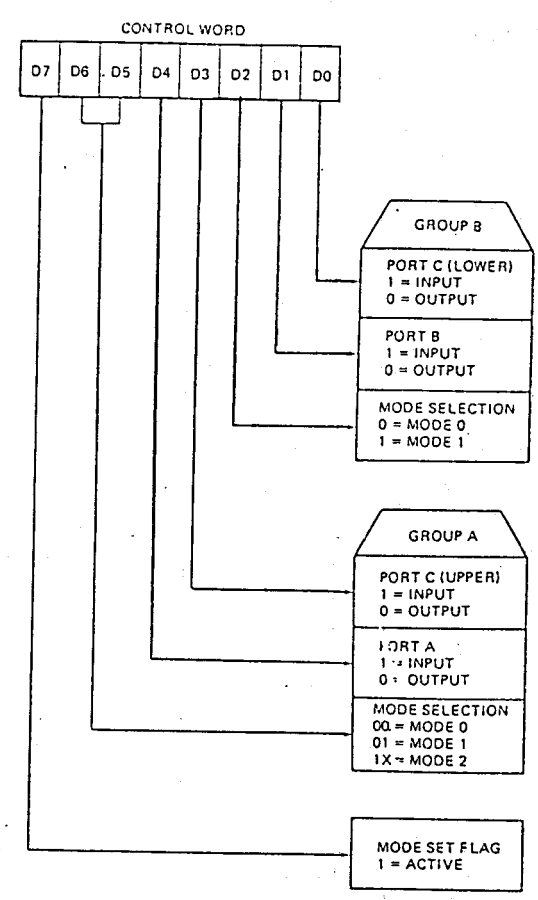 CONTROL WORD
D7 D6 D5 D4 D3 D2 D1 D0
GROUP B
PORT C (LOWER)
1 = INPUT
0 = OUTPUT
PORT B
1 = INPUT
0 = OUTPUT
MODE SELECTION
0 = MODE 0
1 = MODE 1
GROUP A
PORT C (UPPER)
1 = INPUT
0 = OUTPUT
PORT A
1 = INPUT
0 = OUTPUT
MODE SELECTION
00 = MODE 0
01 = MODE 1
1X = MODE 2
MODE SET FLAG
1 = ACTIVE